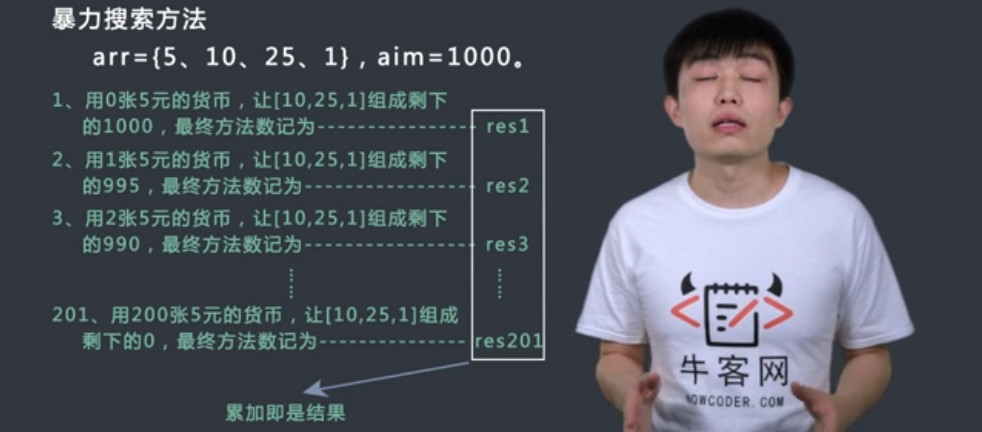 暴力搜索方法
arr={5、10、25、1}，aim=1000。
1、用0张5元的货币，让[10,25,1]组成剩下
的1000，最终方法数记为---------------- res1
2、用1张5元的货币，让[10,25,1]组成剩下
的995，最终方法数记为----------------- res2
3、用2张5元的货币，让[10,25,1]组成剩下
的990，最终方法数记为----------------- res3
201、用200张5元的货币，让[10,25,1]组成
剩下的0，最终方法数记为--------------- res201
累加即是结果
牛客网
NOWCODER.COM